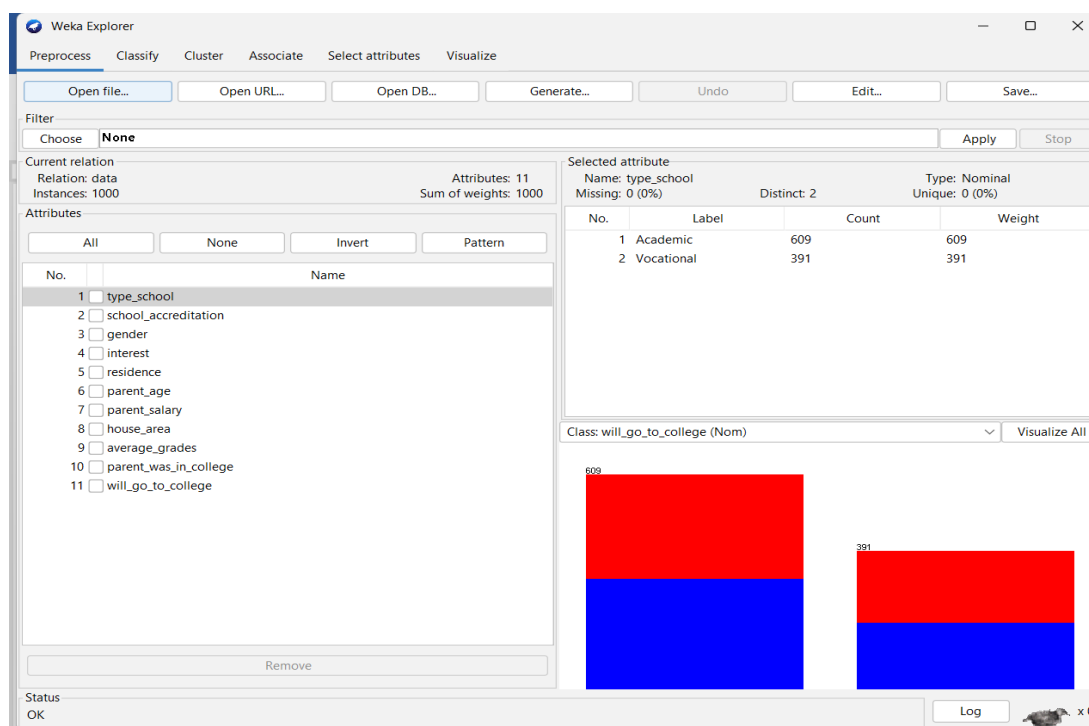 Weka Explorer
Preprocess Classify Cluster Associate Select attributes Visualize
Open file... Open URL... Open DB... Generate... Undo Edit... Save...
Filter
Choose None Apply Stop
Current relation
Relation: data Attributes: 11
Instances: 1000 Sum of weights: 1000
Attributes
All None Invert Pattern
No. Name
1 type_school
2 school_accreditation
3 gender
4 interest
5 residence
6 parent_age
7 parent_salary
8 house_area
9 average_grades
10 parent_was_in_college
11 will_go_to_college
Remove
Selected attribute
Name: type_school Type: Nominal
Missing: 0 (0%) Distinct: 2 Unique: 0 (0%)
No. Label Count Weight
1 Academic 609 609
2 Vocational 391 391
Class: will_go_to_college (Nom) Visualize All
609
391
Status
OK
Log x